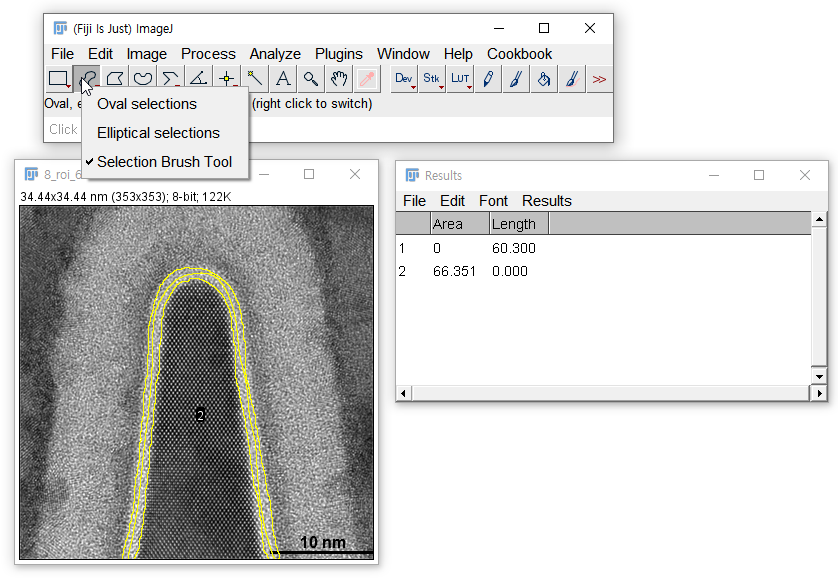 (Fiji Is Just) ImageJ
File Edit Image Process Analyze Plugins Window Help Cookbook
Dev Stk LUT >>
Oval, e (right click to switch)
Click
Oval selections
Elliptical selections
Selection Brush Tool
8_roi_6
34.44x34.44 nm (353x353); 8-bit; 122K
2
10 nm
Results
File Edit Font Results
Area Length
1 0 60.300
2 66.351 0.000